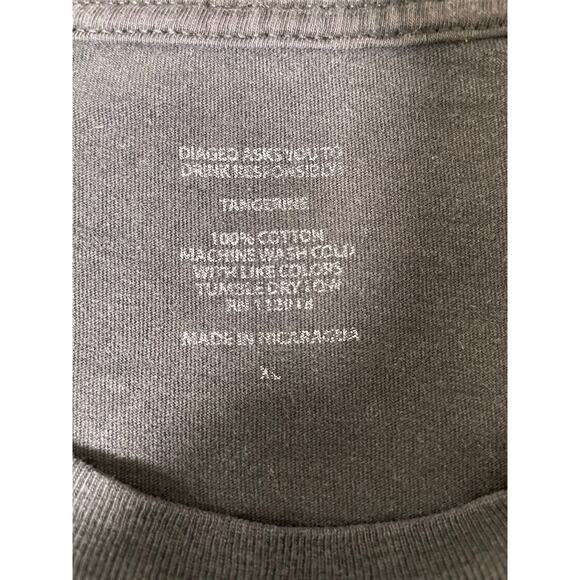 DIAGEO ASKS YOU TO
DRINK RESPONSIBLY!
TANGERINE
100% COTTON
MACHINE WASH COLD
WITH LIKE COLORS
TUMBLE DRY LOW
RN
MADE IN NICARAGUA
XL